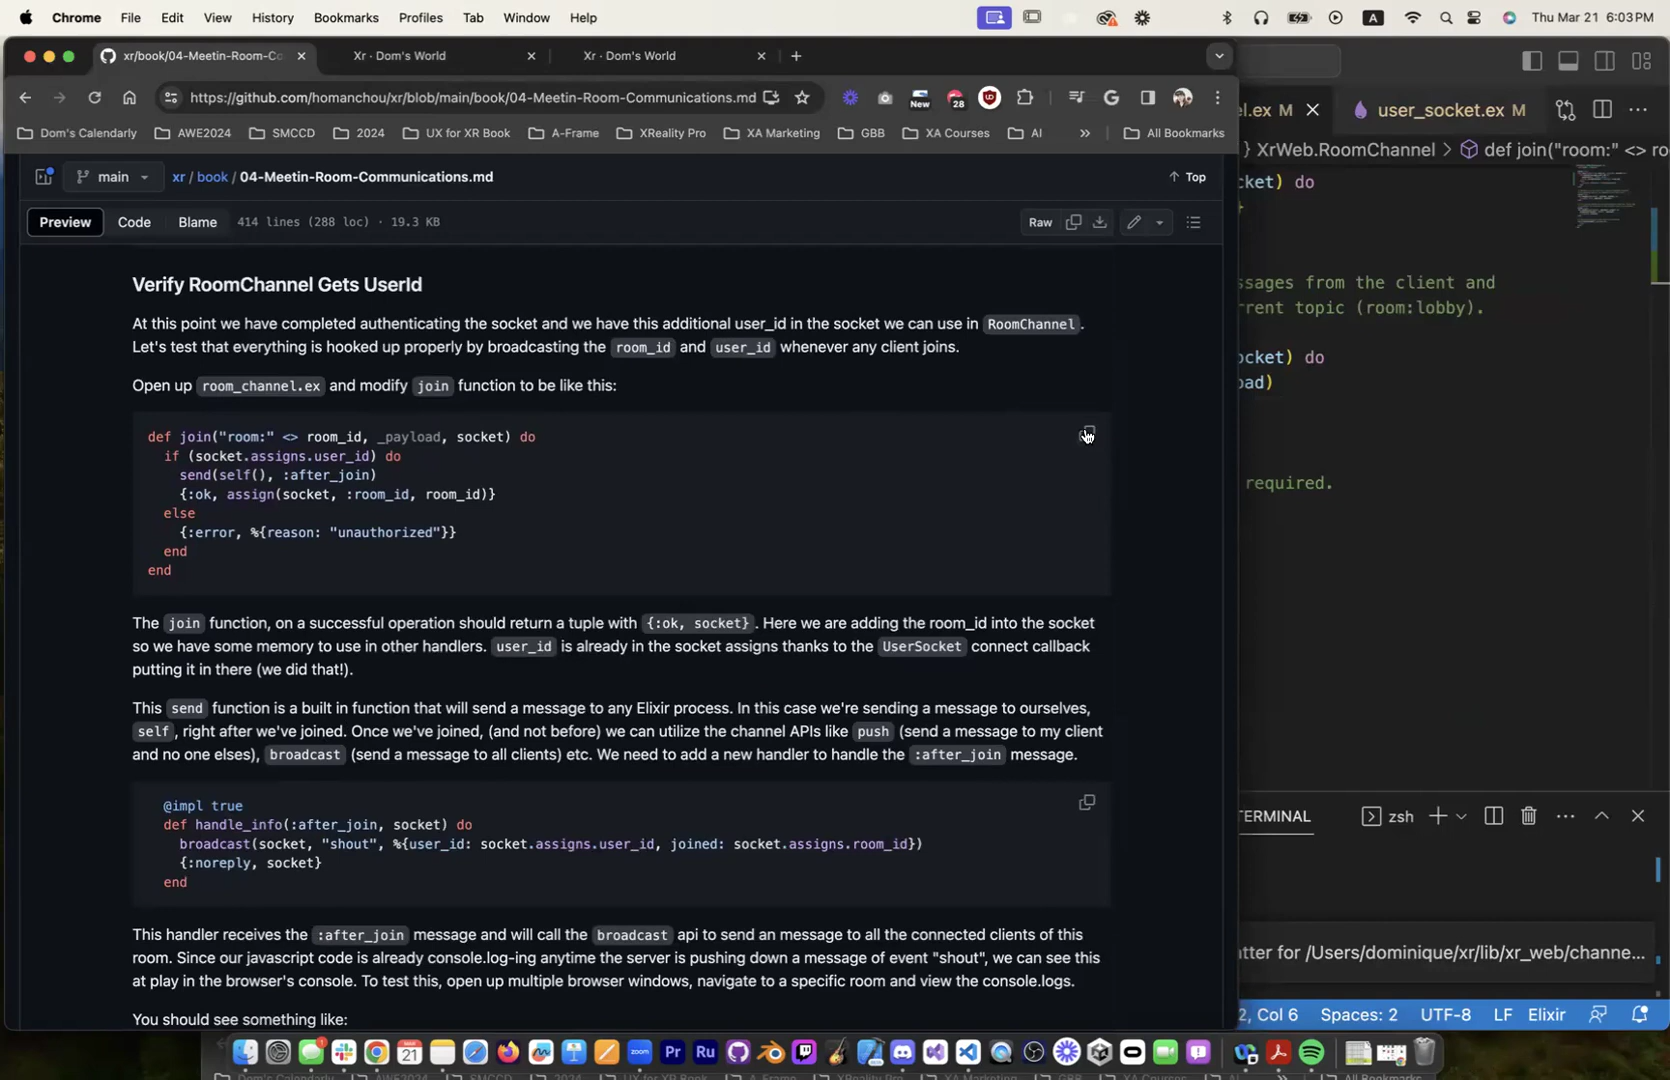 Chrome File Edit View History Bookmarks Profiles Tab Window Help A Thu Mar 21 6:03 PM
xr/book/04-Meetin-Room-Co Xr · Dom's World Xr · Dom's World
https://github.com/homanchou/xr/blob/main/book/04-Meetin-Room-Communications.md New 28
Dom's Calendarly AWE2024 SMCCD 2024 UX for XR Book A-Frame XReality Pro XA Marketing GBB XA Courses AI » All Bookmarks
main xr / book / 04-Meetin-Room-Communications.md Top
Preview Code Blame 414 lines (288 loc) · 19.3 KB Raw
Verify RoomChannel Gets UserId
At this point we have completed authenticating the socket and we have this additional user_id in the socket we can use in RoomChannel.
Let's test that everything is hooked up properly by broadcasting the room_id and user_id whenever any client joins.
Open up room_channel.ex and modify join function to be like this:
def join("room:" <> room_id, _payload, socket) do
if (socket.assigns.user_id) do
send(self(), :after_join)
{:ok, assign(socket, :room_id, room_id)}
else
{:error, %{reason: "unauthorized"}}
end
end
The join function, on a successful operation should return a tuple with {:ok, socket}. Here we are adding the room_id into the socket
so we have some memory to use in other handlers. user_id is already in the socket assigns thanks to the UserSocket connect callback
putting it in there (we did that!).
This send function is a built in function that will send a message to any Elixir process. In this case we're sending a message to ourselves,
self, right after we've joined. Once we've joined, (and not before) we can utilize the channel APIs like push (send a message to my client
and no one elses), broadcast (send a message to all clients) etc. We need to add a new handler to handle the :after_join message.
@impl true
def handle_info(:after_join, socket) do
broadcast(socket, "shout", %{user_id: socket.assigns.user_id, joined: socket.assigns.room_id})
{:noreply, socket}
end
This handler receives the :after_join message and will call the broadcast api to send an message to all the connected clients of this
room. Since our javascript code is already console.log-ing anytime the server is pushing down a message of event "shout", we can see this
at play in the browser's console. To test this, open up multiple browser windows, navigate to a specific room and view the console.logs.
You should see something like:
el.ex M user_socket.ex M
} XrWeb.RoomChannel > def join("room:" <> ro
cket) do
}
ssages from the client and
rrent topic (room:lobby).
ocket) do
oad)
required.
TERMINAL zsh
atter for /Users/dominique/xr/lib/xr_web/channe...
2, Col 6 Spaces: 2 UTF-8 LF Elixir
21 zoom Pr Ru